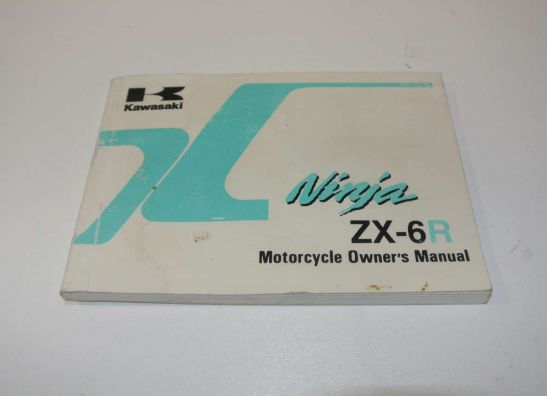 Kawasaki
Ninja
ZX-6R
Motorcycle Owner's Manual